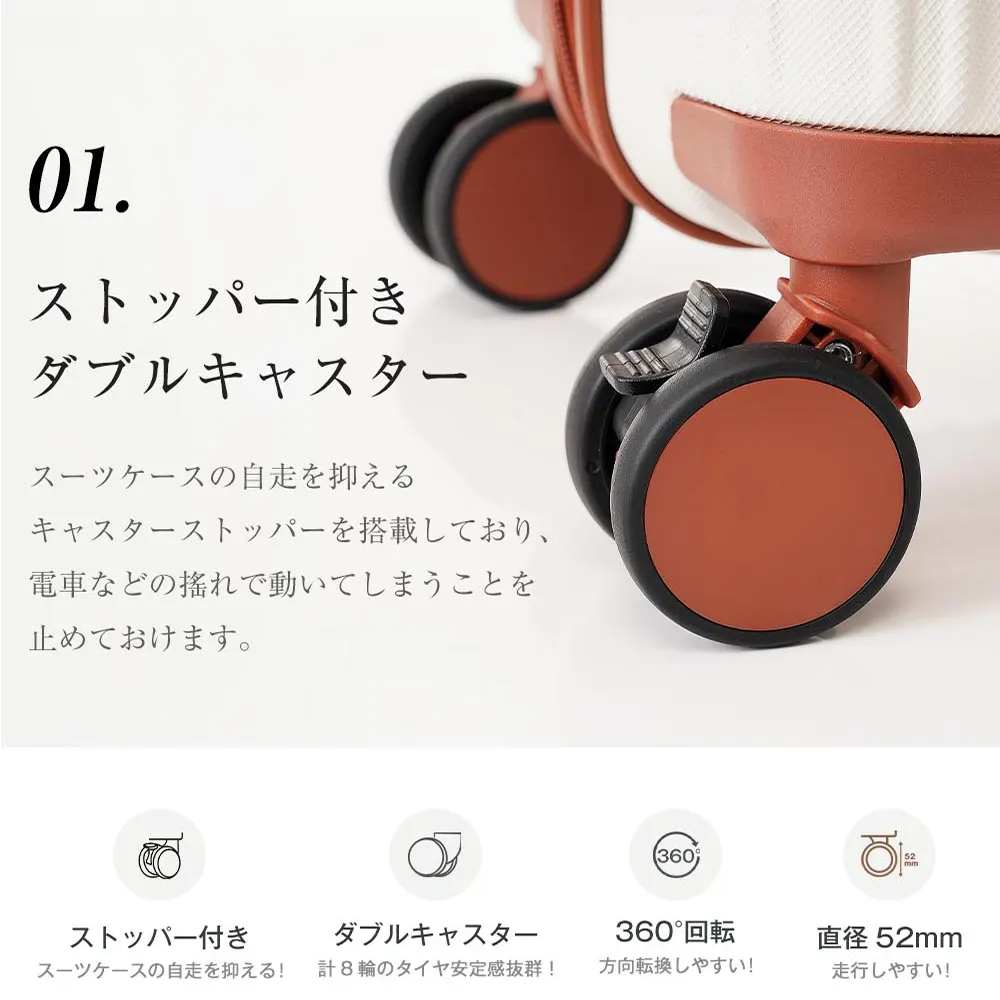 01.
ストッパー付き
ダブルキャスター
スーツケースの自走を抑える
キャスターストッパーを搭載しており、
電車などの搖れで動いてしまうことを
止めておけます。
360°
52
mm
ストッパー付き
ダブルキャスター
360°回転
直径 52mm
スーツケースの自走を抑える!
計8輪のタイヤ安定感抜群!
方向転換しやすい!
走行しやすい!